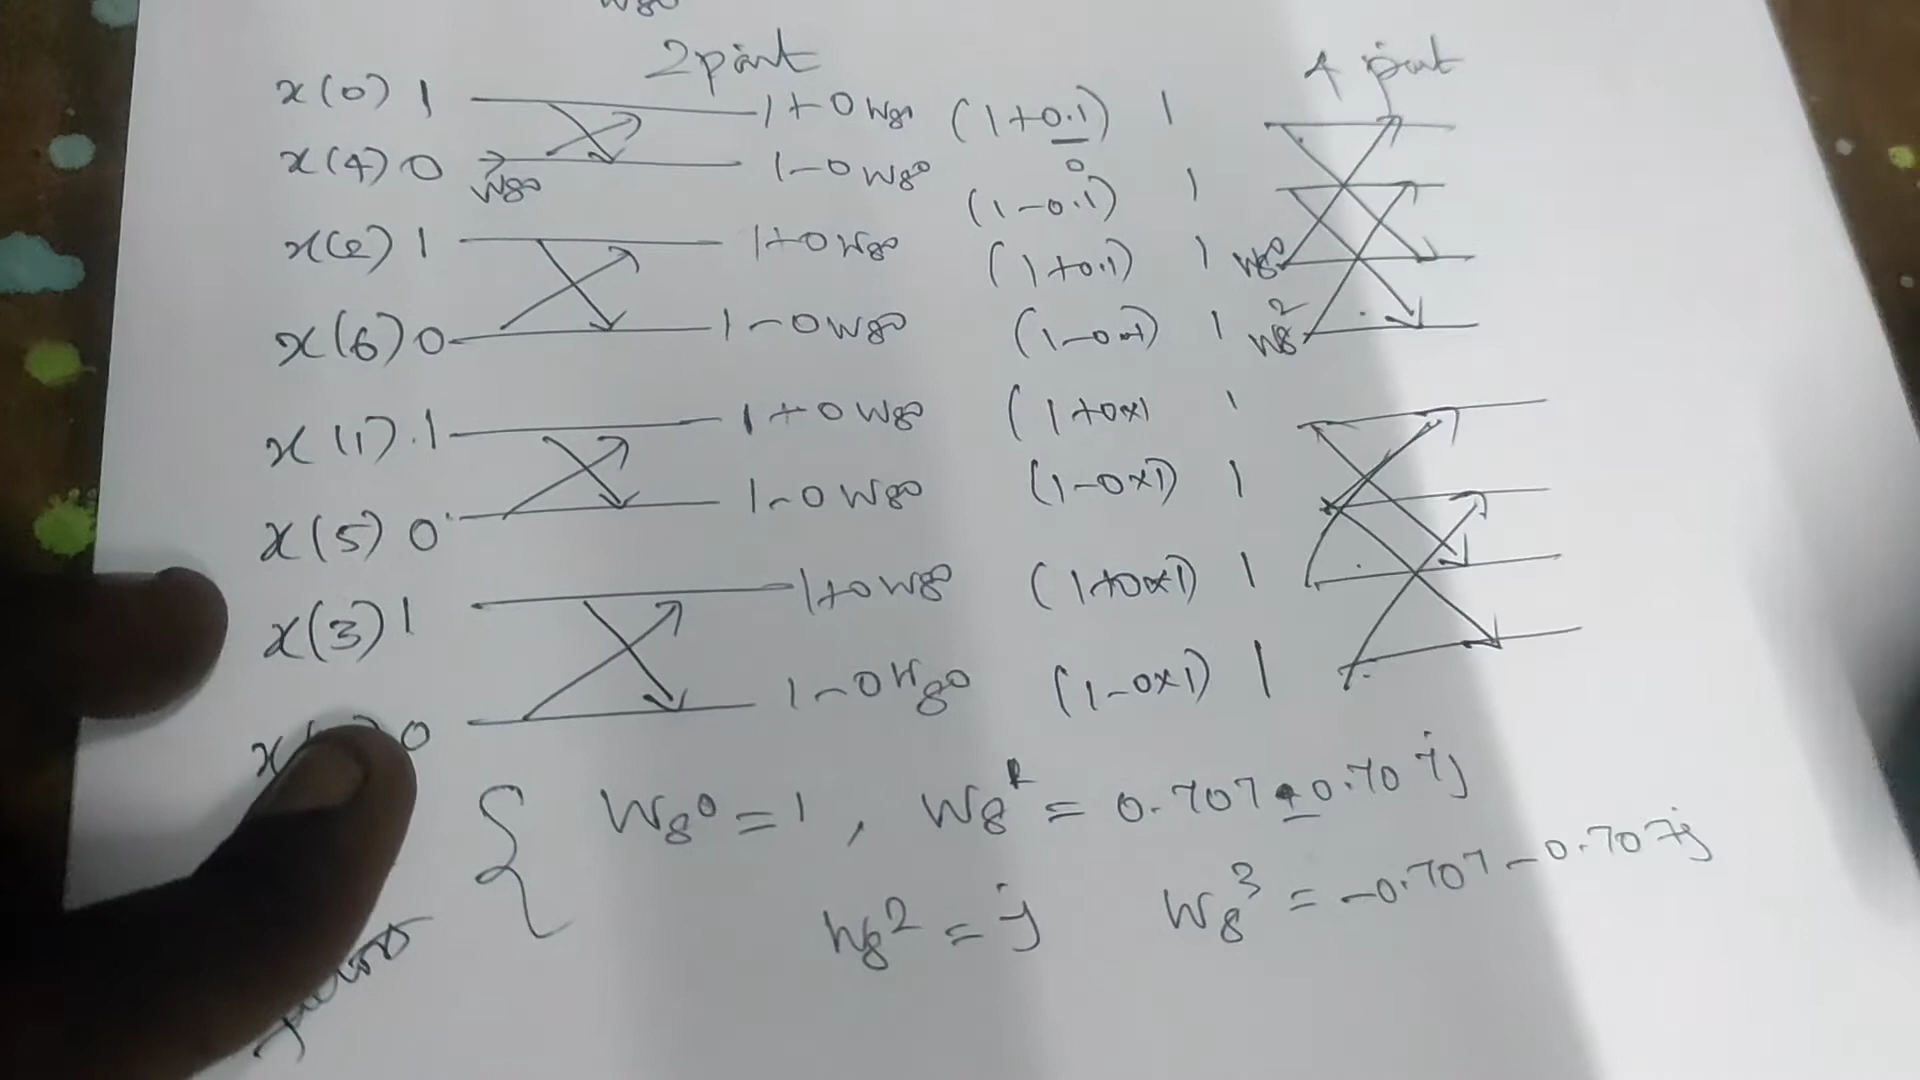 W8⁰
2 point 4 point
x(0) 1 1+0 W8⁰ (1+0.1) 1
0
x(4) 0 W8⁰ 1-0 W8⁰ (1-0.1) 1
x(2) 1 1+0 W8⁰ (1+0.1) 1 W8⁰
x(6) 0 1-0 W8⁰ (1-0×1) 1 W8²
x(1) 1 1+0 W8⁰ (1+0×1 1
x(5) 0 1-0 W8⁰ (1-0×1) 1
x(3) 1 1+0 W8⁰ (1+0×1) 1
x( ) 0 1-0 W8⁰ (1-0×1) 1
W8⁰ = 1, W8 = 0.707 0.707j
W8² = j W8³ = -0.707-0.707j